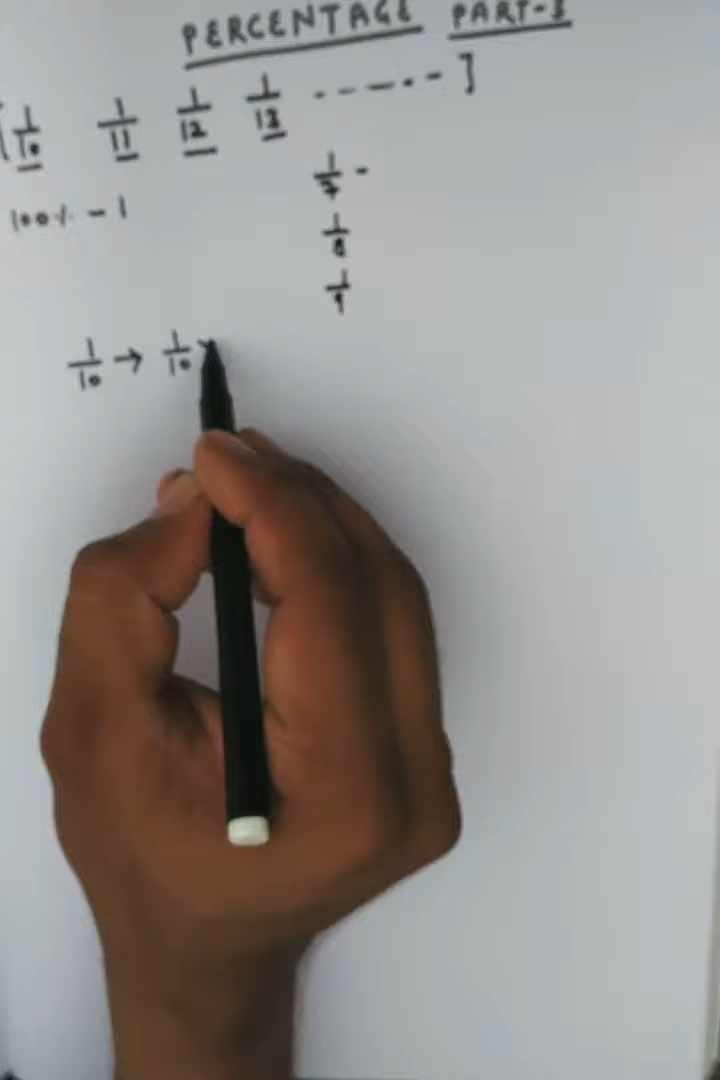 PERCENTAGE PART-3
[1/10 1/11 1/12 1/13 ------]
1/7 -
100% - 1
1/8
1/9
1/10 → 1/10 ×